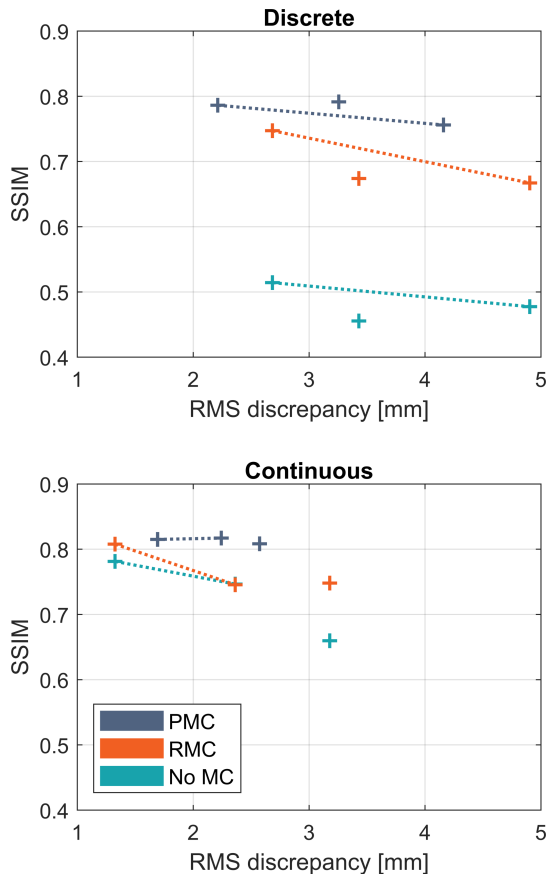 Discrete
0.9
0.8
0.7
0.6
0.5
0.4
SSIM
1 2 3 4 5
RMS discrepancy [mm]
Continuous
0.9
0.8
0.7
0.6
0.5
0.4
SSIM
PMC
RMC
No MC
1 2 3 4 5
RMS discrepancy [mm]